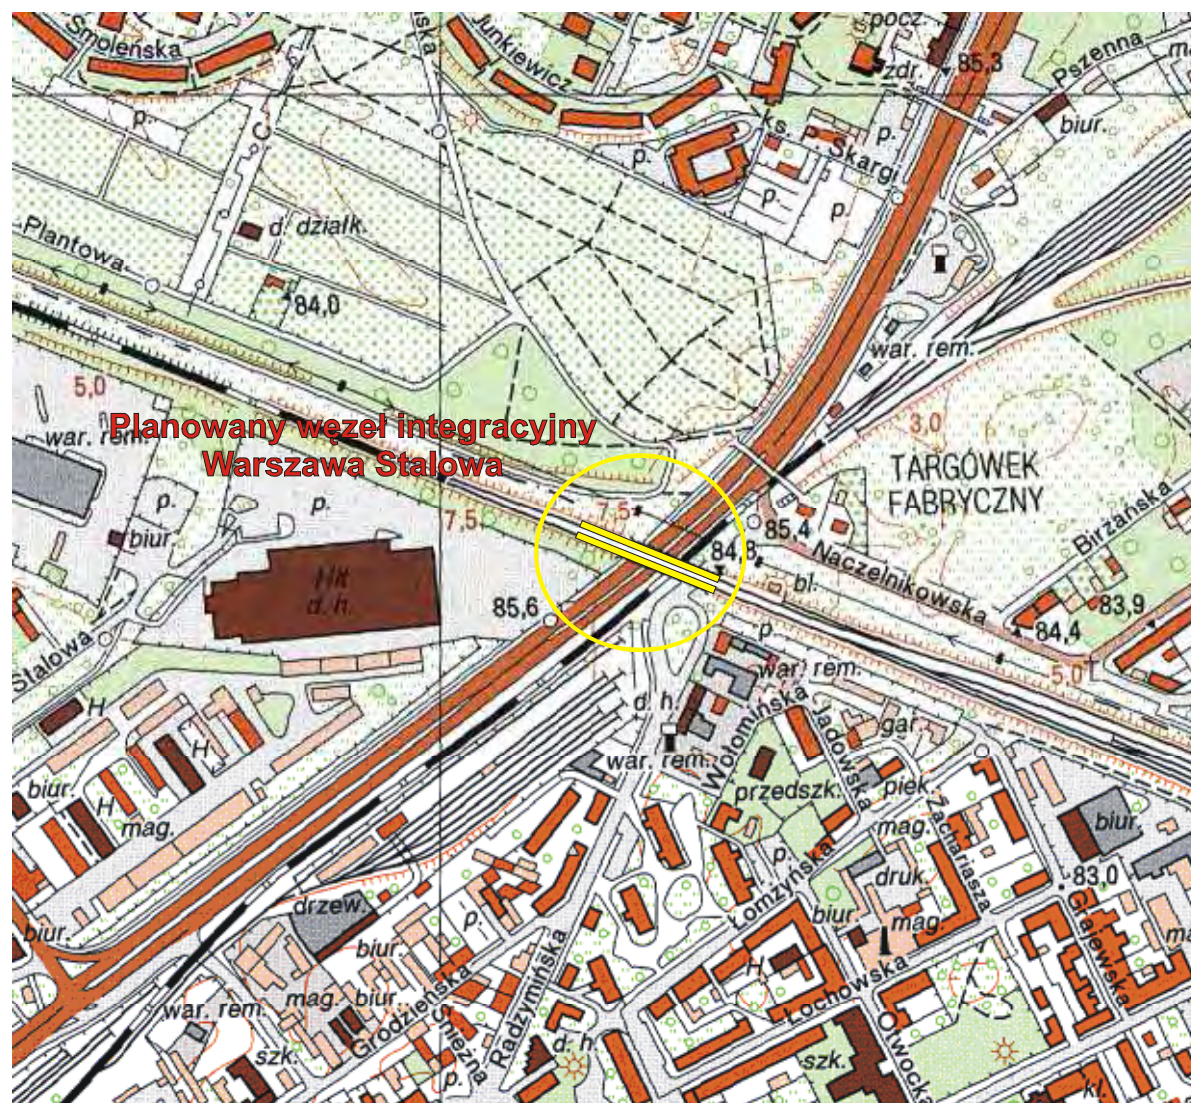 Smoleńska
ńska
Junkiewicz
pocz.
zdr.
85,3
Pszenna
biur.
p.
ks.
Skargi
p.
p.
p.
p.
d. działk.
Plantowa
84,0
war. rem.
5,0
Planowany węzeł integracyjny
Warszawa Stalowa
war. rem.
3,0
TARGÓWEK
FABRYCZNY
p.
p.
biur.
7,5
7,5
85,4
84,8
Naczelnikowska
Birżańska
bl.
Hit
d. h.
85,6
83,9
84,4
Stalowa
p.
war. rem.
5,0
H
H
d. h.
Wołomińska
Jadowska
gar.
biur.
H
mag.
war. rem.
przedszk.
piek.
Zachariasza
mag.
biur.
p.
Łomżyńska
druk.
83,0
drzew.
biur.
biur.
p.
biur.
mag.
Gajewska
ma
H
war. rem.
mag.
biur.
Grodzieńska
Śnieżna
Radzymińska
Łochowska
Otwocka
szk.
p.
d. h.
szk.
kl.